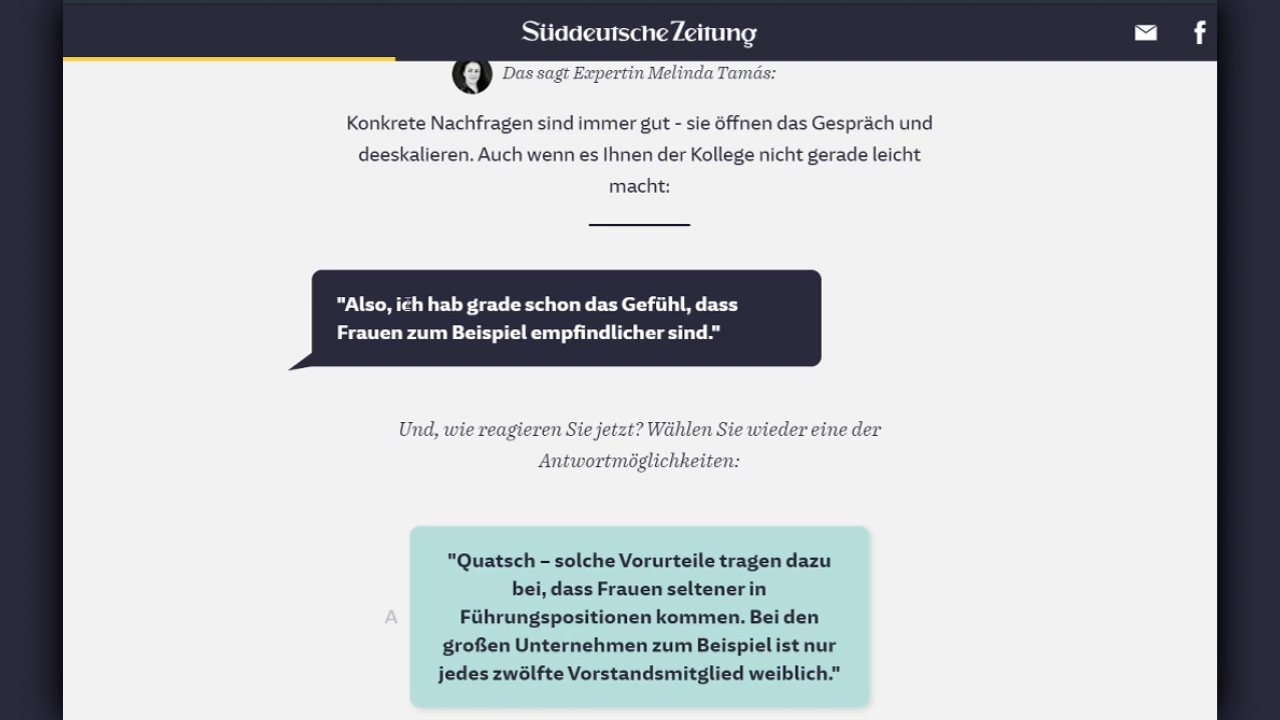 Süddeutsche Zeitung
Das sagt Expertin Melinda Tamás:
Konkrete Nachfragen sind immer gut - sie öffnen das Gespräch und
deeskalieren. Auch wenn es Ihnen der Kollege nicht gerade leicht
macht:
"Also, ich hab grade schon das Gefühl, dass
Frauen zum Beispiel empfindlicher sind."
Und, wie reagieren Sie jetzt? Wählen Sie wieder eine der
Antwortmöglichkeiten:
A
"Quatsch – solche Vorurteile tragen dazu
bei, dass Frauen seltener in
Führungspositionen kommen. Bei den
großen Unternehmen zum Beispiel ist nur
jedes zwölfte Vorstandsmitglied weiblich."